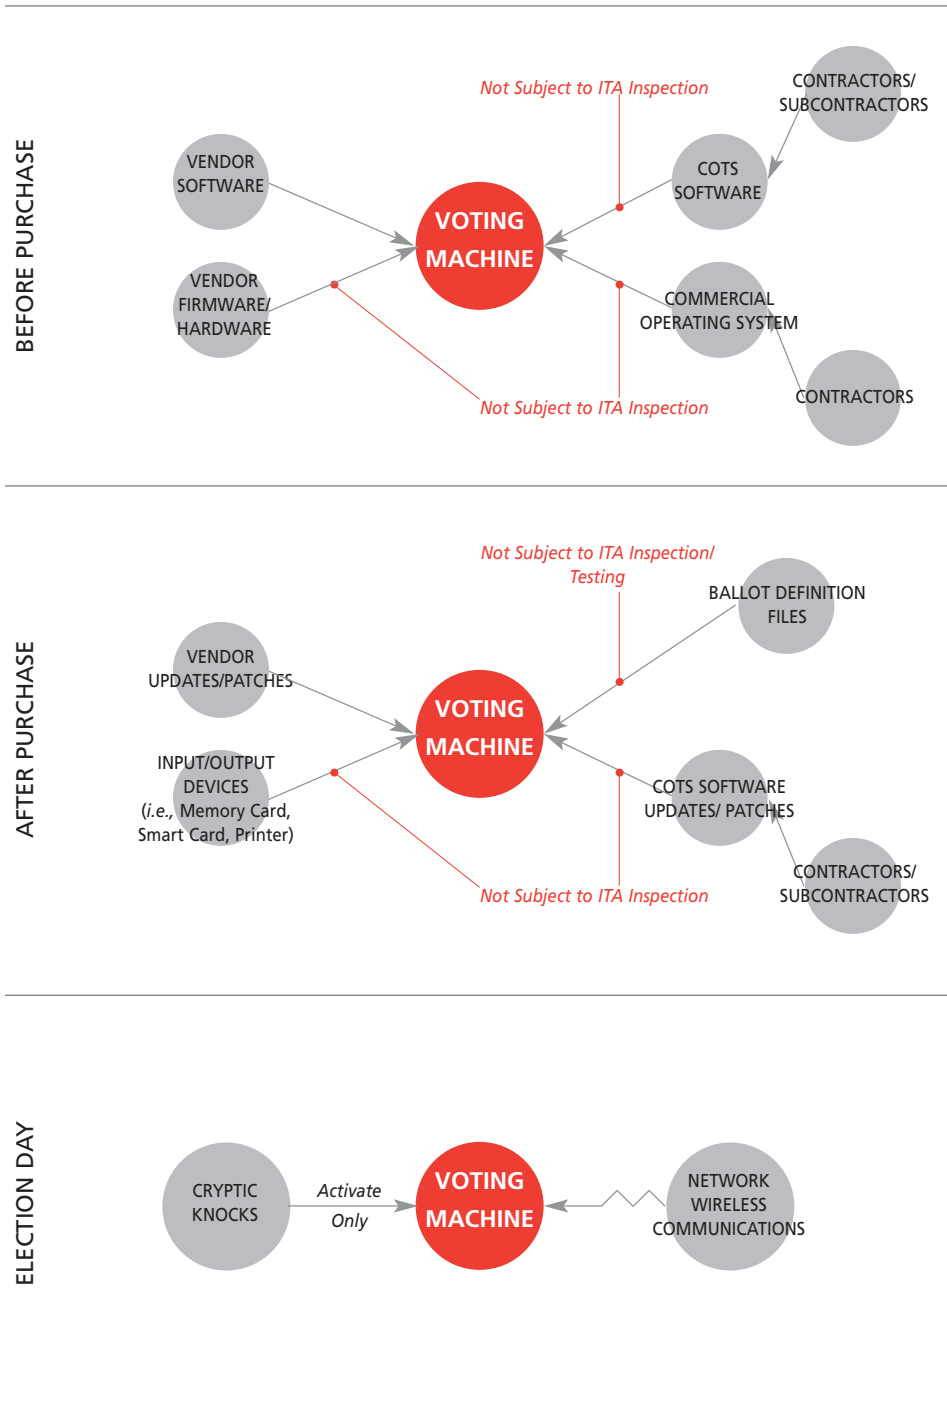 BEFORE PURCHASE
Not Subject to ITA Inspection
CONTRACTORS/
SUBCONTRACTORS
VENDOR
SOFTWARE
COTS
SOFTWARE
VOTING
MACHINE
VENDOR
FIRMWARE/
HARDWARE
COMMERCIAL
OPERATING SYSTEM
CONTRACTORS
Not Subject to ITA Inspection
AFTER PURCHASE
Not Subject to ITA Inspection/
Testing
BALLOT DEFINITION
FILES
VENDOR
UPDATES/PATCHES
VOTING
MACHINE
INPUT/OUTPUT
DEVICES
(i.e., Memory Card,
Smart Card, Printer)
COTS SOFTWARE
UPDATES/ PATCHES
CONTRACTORS/
SUBCONTRACTORS
Not Subject to ITA Inspection
ELECTION DAY
CRYPTIC
KNOCKS
Activate
Only
VOTING
MACHINE
NETWORK
WIRELESS
COMMUNICATIONS